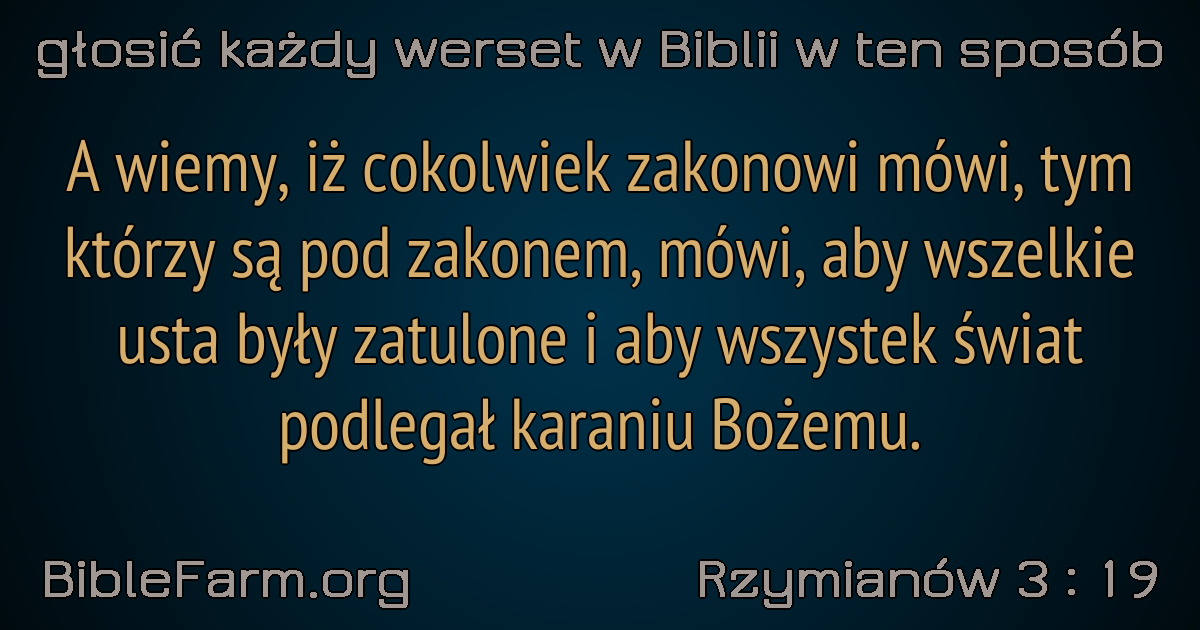 głosić każdy werset w Biblii w ten sposób
A wiemy, iż cokolwiek zakonowi mówi, tym
którzy są pod zakonem, mówi, aby wszelkie
usta były zatulone i aby wszystek świat
podlegał karaniu Bożemu.
BibleFarm.org
Rzymianów 3 : 19